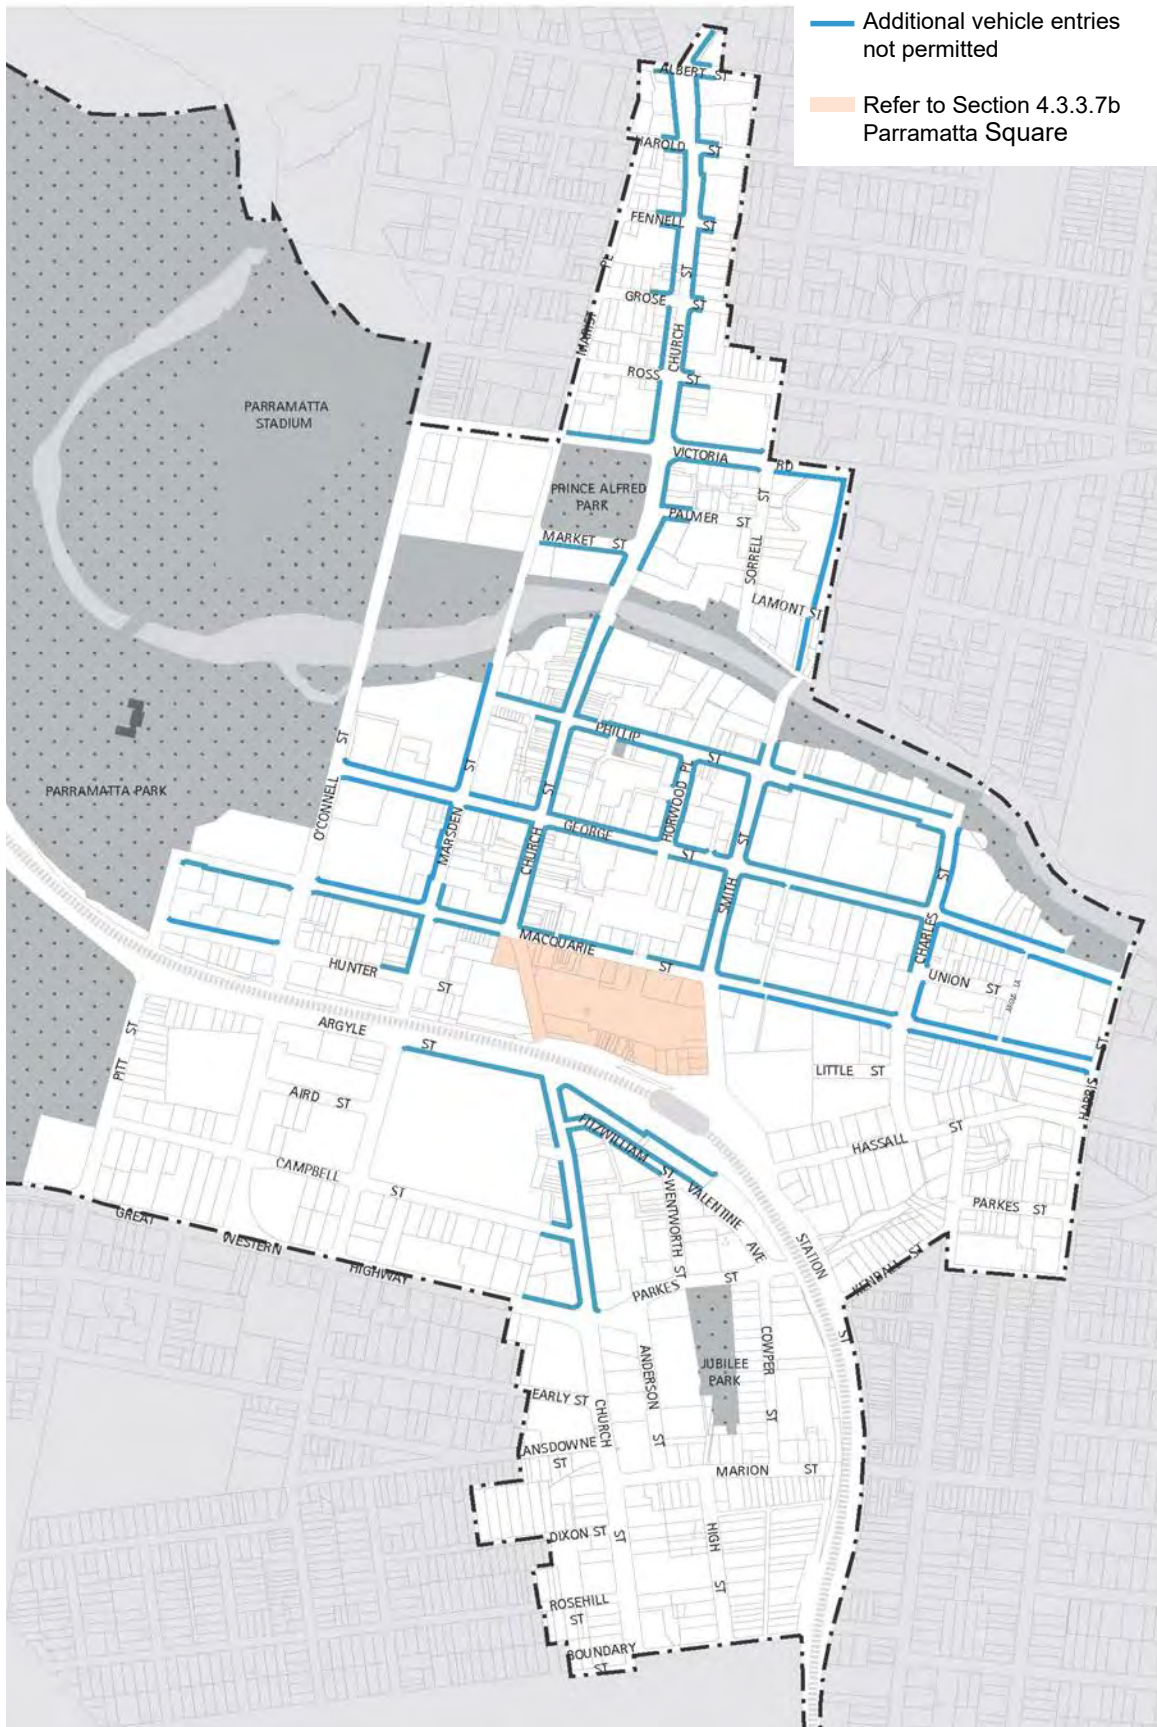 Additional vehicle entries
not permitted
Refer to Section 4.3.3.7b
Parramatta Square
ALBERT ST
HAROLD ST
FENNELL ST
ST
PL
GROSE ST
MARIST
CHURCH
ROSS ST
PARRAMATTA
STADIUM
VICTORIA RD
PRINCE ALFRED
PARK
ST
PALMER ST
MARKET ST
SORRELL
LAMONT ST
PHILLIP ST
ST
ST
ST
HORWOOD PL
PARRAMATTA PARK
O'CONNELL
MARSDEN
CHURCH
GEORGE ST
ST
ST
SMITH
CHARLES
MACQUARIE ST
HUNTER ST
UNION ST
ARGYLE ST
ST
PITT
ST
LITTLE ST
HARRIS
AIRD ST
FITZWILLIAM ST
HASSALL ST
CAMPBELL ST
WENTWORTH ST
VALENTINE AVE
PARKES ST
GREAT WESTERN HIGHWAY
STATION
ST
KENDALL ST
PARKES ST
COWPER
ST
ANDERSON
ST
JUBILEE
PARK
EARLY ST
CHURCH
ST
LANSDOWNE
ST
MARION ST
DIXON ST
HIGH
ST
ROSEHILL
ST
BOUNDARY
ST